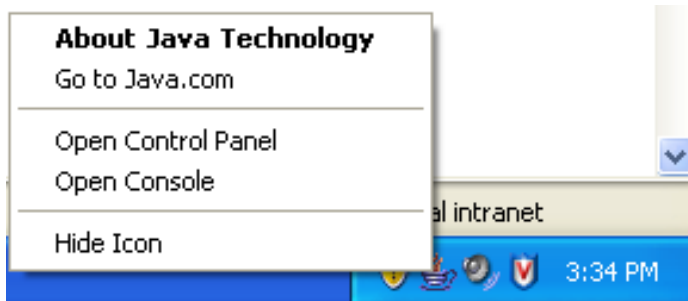 About Java Technology
Go to Java.com
Open Control Panel
Open Console
Hide Icon
al intranet
3:34 PM